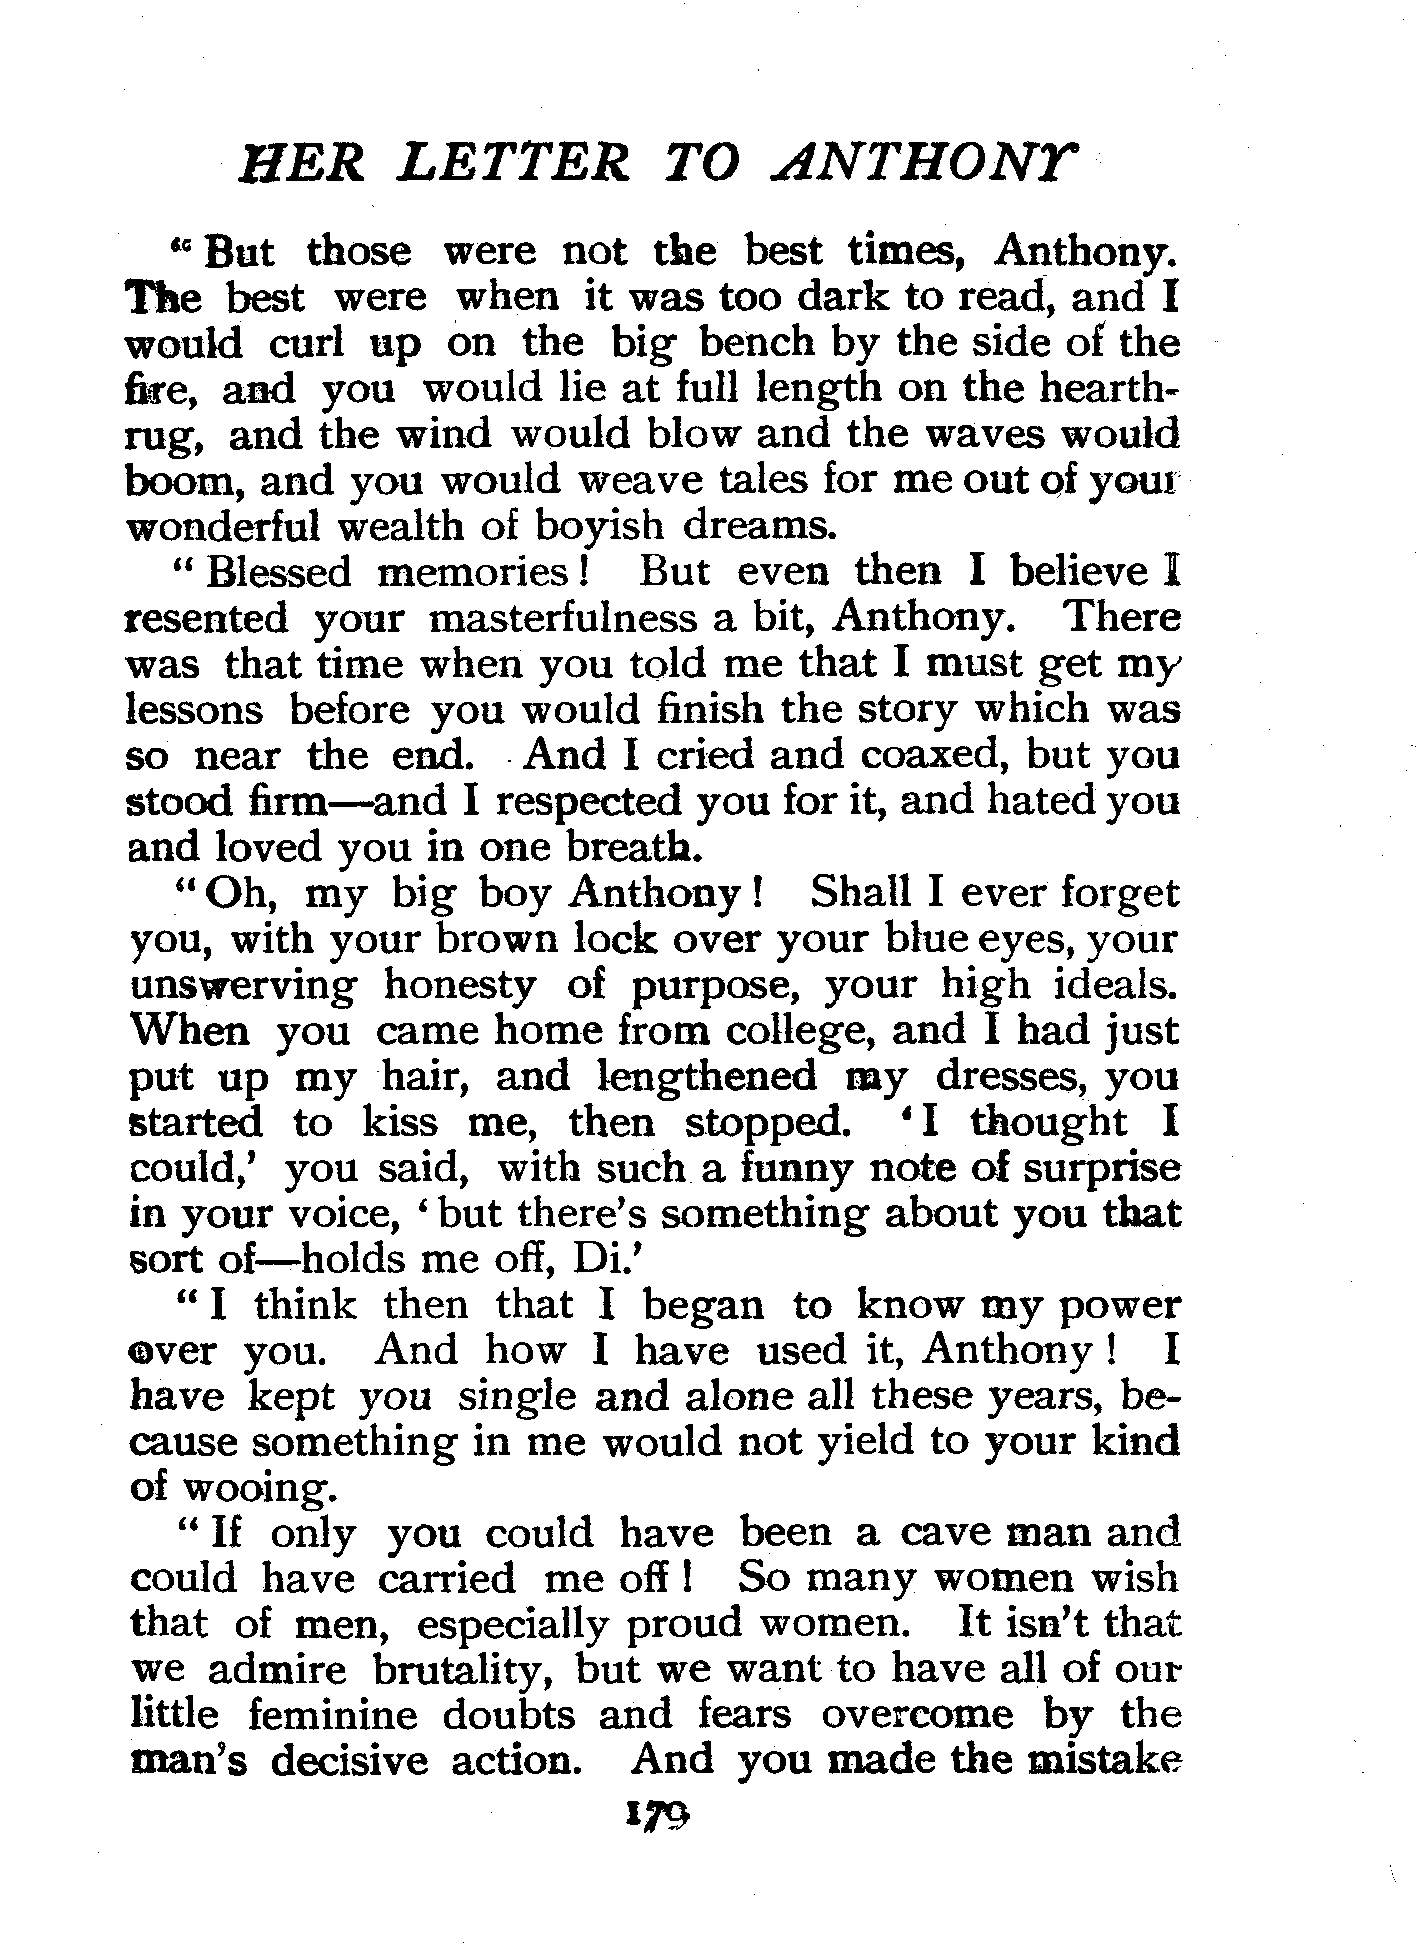 HER LETTER TO ANTHONY
“ But those were not the best times, Anthony.
The best were when it was too dark to read, and I
would curl up on the big bench by the side of the
fire, and you would lie at full length on the hearth-
rug, and the wind would blow and the waves would
boom, and you would weave tales for me out of your
wonderful wealth of boyish dreams.
“ Blessed memories ! But even then I believe I
resented your masterfulness a bit, Anthony. There
was that time when you told me that I must get my
lessons before you would finish the story which was
so near the end. And I cried and coaxed, but you
stood firm—and I respected you for it, and hated you
and loved you in one breath.
“ Oh, my big boy Anthony ! Shall I ever forget
you, with your brown lock over your blue eyes, your
unswerving honesty of purpose, your high ideals.
When you came home from college, and I had just
put up my hair, and lengthened my dresses, you
started to kiss me, then stopped. ‘ I thought I
could,’ you said, with such a funny note of surprise
in your voice, ‘ but there’s something about you that
sort of—holds me off, Di.’
“ I think then that I began to know my power
over you. And how I have used it, Anthony ! I
have kept you single and alone all these years, be-
cause something in me would not yield to your kind
of wooing.
“ If only you could have been a cave man and
could have carried me off ! So many women wish
that of men, especially proud women. It isn’t that
we admire brutality, but we want to have all of our
little feminine doubts and fears overcome by the
man’s decisive action. And you made the mistake
179